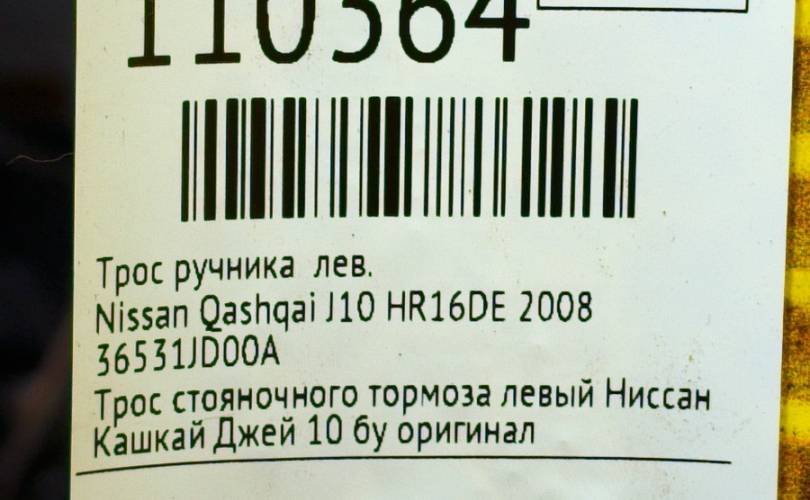 110364
Трос ручника лев.
Nissan Qashqai J10 HR16DE 2008
36531JD00A
Трос стояночного тормоза левый Ниссан
Кашкай Джей 10 бу оригинал